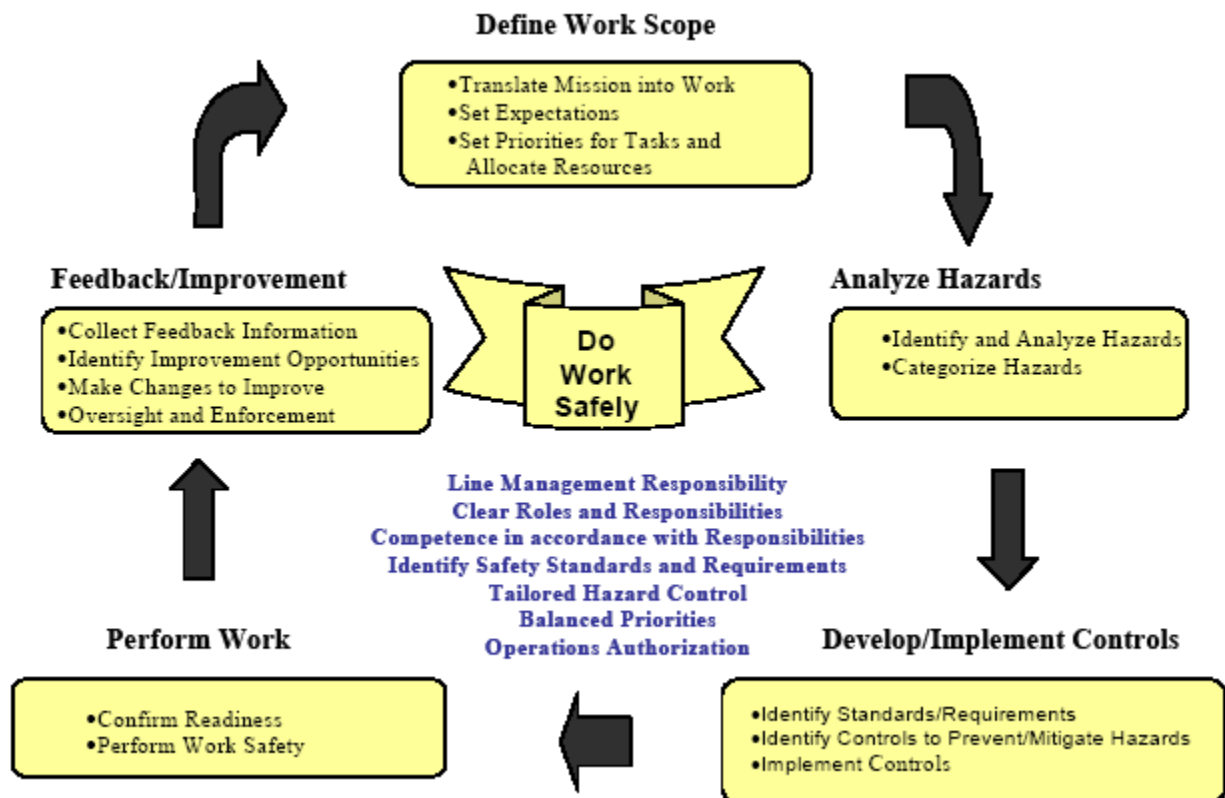 Define Work Scope
•Translate Mission into Work
•Set Expectations
•Set Priorities for Tasks and
Allocate Resources
Feedback/Improvement
•Collect Feedback Information
•Identify Improvement Opportunities
•Make Changes to Improve
•Oversight and Enforcement
Do
Work
Safely
Analyze Hazards
•Identify and Analyze Hazards
•Categorize Hazards
Line Management Responsibility
Clear Roles and Responsibilities
Competence in accordance with Responsibilities
Identify Safety Standards and Requirements
Tailored Hazard Control
Balanced Priorities
Operations Authorization
Perform Work
•Confirm Readiness
•Perform Work Safety
Develop/Implement Controls
•Identify Standards/Requirements
•Identify Controls to Prevent/Mitigate Hazards
•Implement Controls